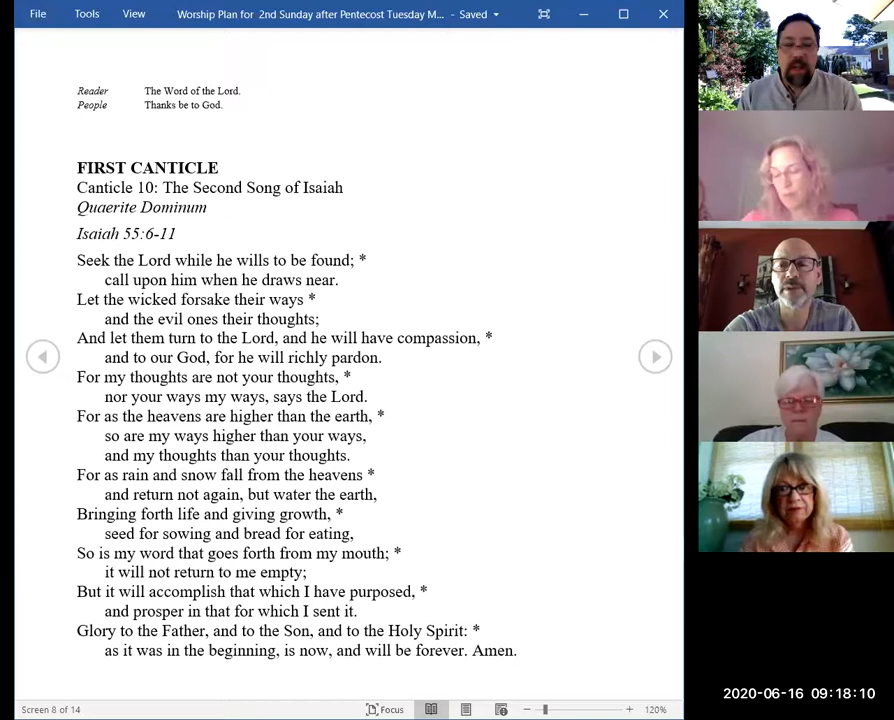 File Tools View Worship Plan for 2nd Sunday after Pentecost Tuesday M... - Saved
Reader The Word of the Lord.
People Thanks be to God.
FIRST CANTICLE
Canticle 10: The Second Song of Isaiah
Quaerite Dominum
Isaiah 55:6-11
Seek the Lord while he wills to be found; *
call upon him when he draws near.
Let the wicked forsake their ways *
and the evil ones their thoughts;
And let them turn to the Lord, and he will have compassion, *
and to our God, for he will richly pardon.
For my thoughts are not your thoughts, *
nor your ways my ways, says the Lord.
For as the heavens are higher than the earth, *
so are my ways higher than your ways,
and my thoughts than your thoughts.
For as rain and snow fall from the heavens *
and return not again, but water the earth,
Bringing forth life and giving growth, *
seed for sowing and bread for eating,
So is my word that goes forth from my mouth; *
it will not return to me empty;
But it will accomplish that which I have purposed, *
and prosper in that for which I sent it.
Glory to the Father, and to the Son, and to the Holy Spirit: *
as it was in the beginning, is now, and will be forever. Amen.
Screen 8 of 14 Focus 120%
2020-06-16 09:18:10